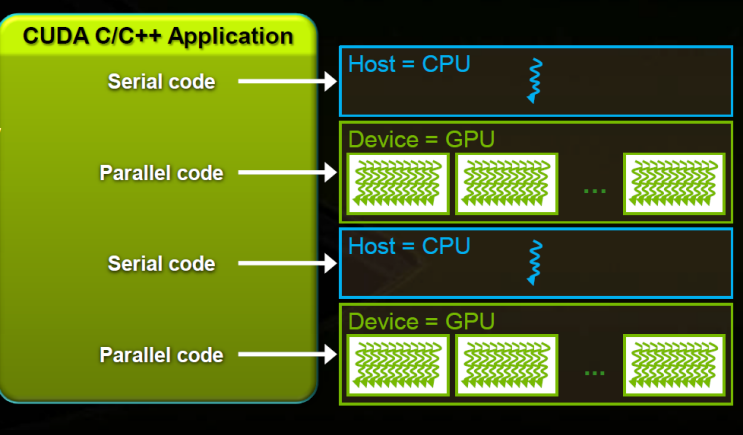 CUDA C/C++ Application
Serial code
Host = CPU
Parallel code
Device = GPU
...
Serial code
Host = CPU
Parallel code
Device = GPU
...